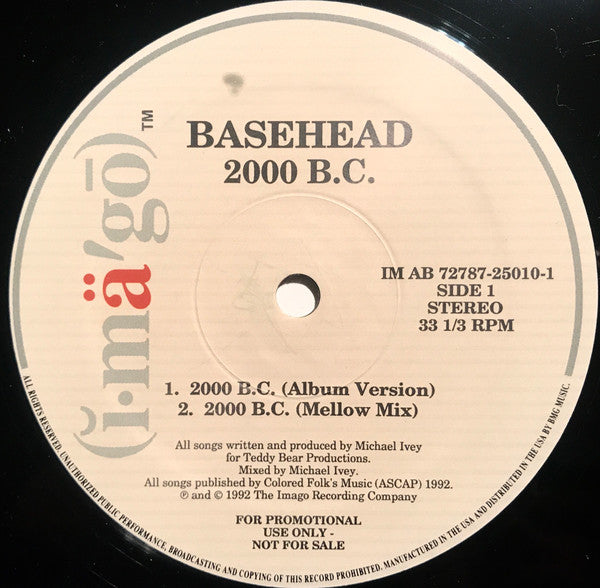 (ĭ·mä′gō)™
BASEHEAD
2000 B.C.
IM AB 72787-25010-1
SIDE 1
STEREO
33 1/3 RPM
1. 2000 B.C. (Album Version)
2. 2000 B.C. (Mellow Mix)
All songs written and produced by Michael Ivey
for Teddy Bear Productions.
Mixed by Michael Ivey.
All songs published by Colored Folk's Music (ASCAP) 1992.
℗ and © 1992 The Imago Recording Company
FOR PROMOTIONAL
USE ONLY -
NOT FOR SALE
ALL RIGHTS RESERVED. UNAUTHORIZED PUBLIC PERFORMANCE, BROADCASTING AND COPYING OF THIS RECORD PROHIBITED. MANUFACTURED IN THE USA AND DISTRIBUTED IN THE USA BY BMG MUSIC.